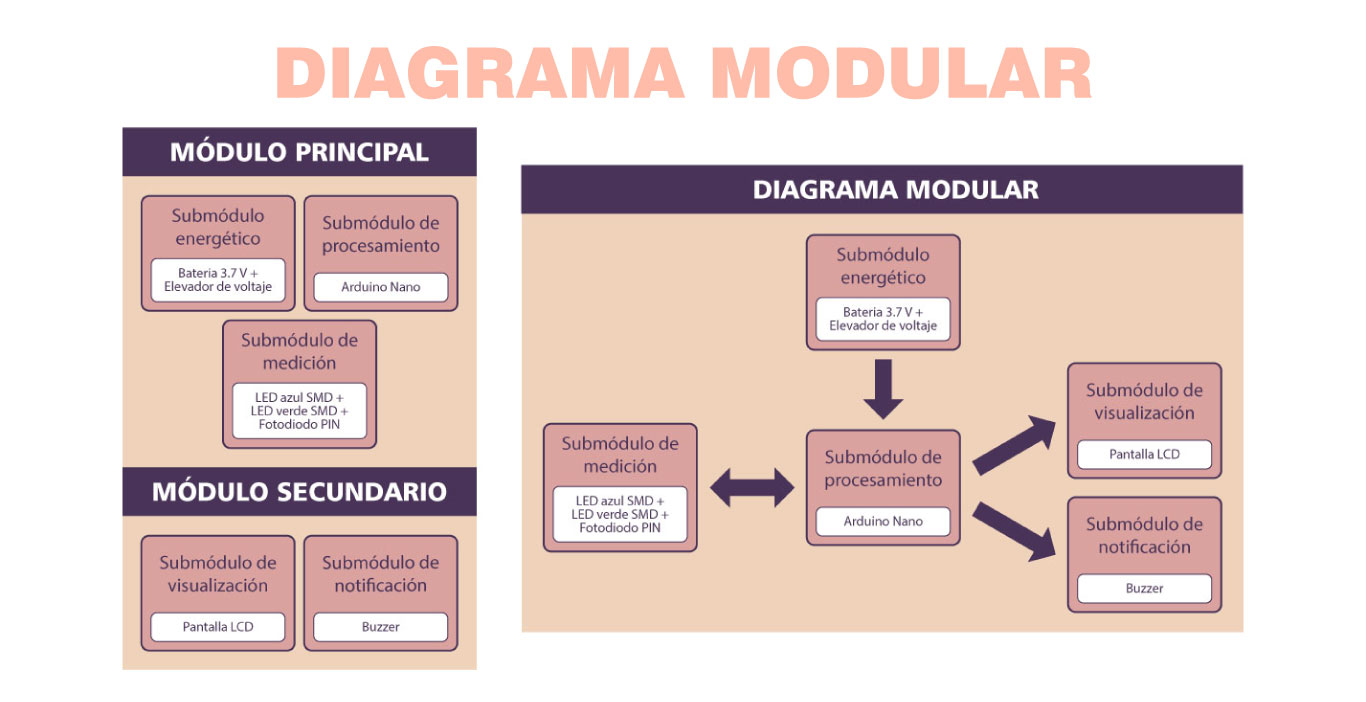 DIAGRAMA MODULAR
MÓDULO PRINCIPAL
Submódulo
energético
Bateria 3.7 V +
Elevador de voltaje
Submódulo de
procesamiento
Arduino Nano
Submódulo de
medición
LED azul SMD +
LED verde SMD +
Fotodiodo PIN
MÓDULO SECUNDARIO
Submódulo de
visualización
Pantalla LCD
Submódulo de
notificación
Buzzer
DIAGRAMA MODULAR
Submódulo
energético
Bateria 3.7 V +
Elevador de voltaje
Submódulo de
medición
LED azul SMD +
LED verde SMD +
Fotodiodo PIN
Submódulo de
procesamiento
Arduino Nano
Submódulo de
visualización
Pantalla LCD
Submódulo de
notificación
Buzzer